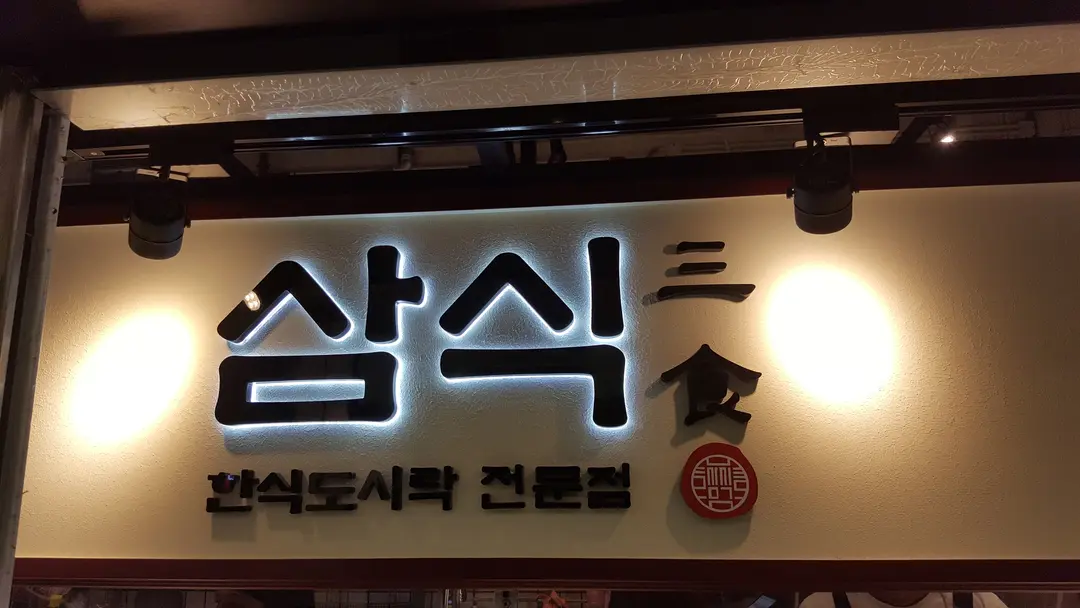 삼식
三食
한식도시락 전문점